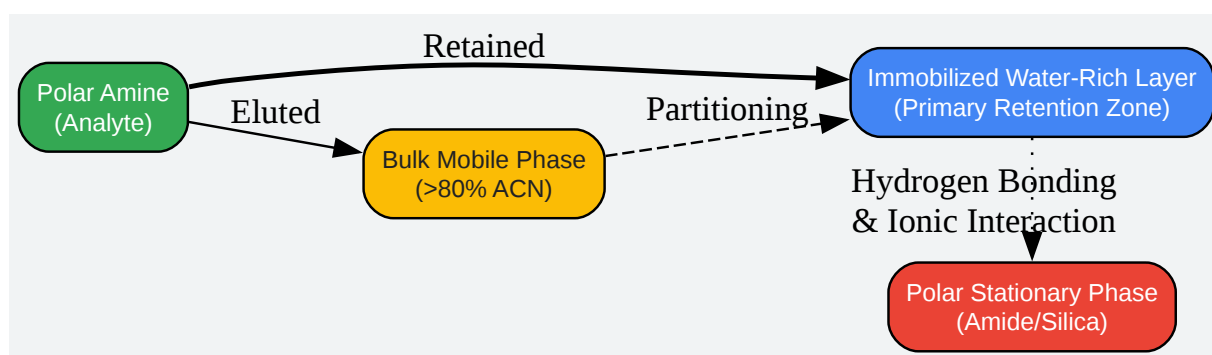 Retained
Polar Amine
(Analyte)
Eluted
Bulk Mobile Phase
(>80% ACN)
Partitioning
Immobilized Water-Rich Layer
(Primary Retention Zone)
Hydrogen Bonding
& Ionic Interaction
Polar Stationary Phase
(Amide/Silica)